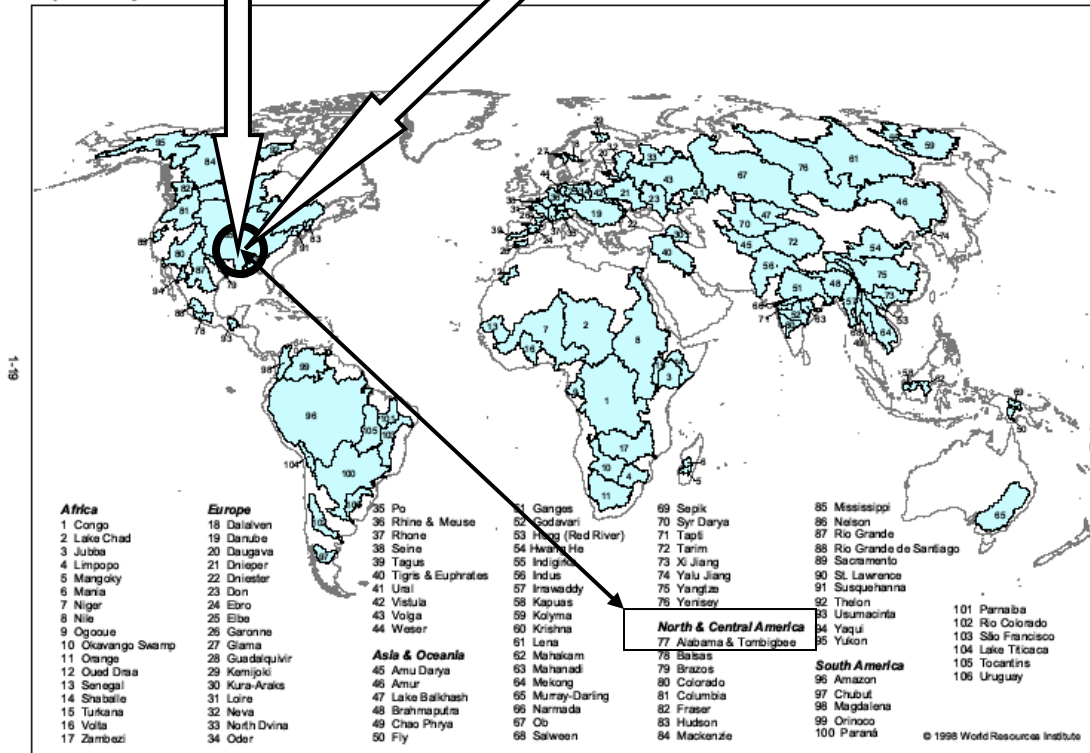 1-19
Africa
1 Congo
2 Lake Chad
3 Jubba
4 Limpopo
5 Mangoky
6 Mania
7 Niger
8 Nile
9 Ogooue
10 Okavango Swamp
11 Orange
12 Oued Draa
13 Senegal
14 Shaballe
15 Turkana
16 Volta
17 Zambezi
Europe
18 Dalalven
19 Danube
20 Daugava
21 Dnieper
22 Dniester
23 Don
24 Ebro
25 Elbe
26 Garonne
27 Glama
28 Guadalquivir
29 Kemijoki
30 Kura-Araks
31 Loire
32 Neva
33 North Dvina
34 Oder
35 Po
36 Rhine & Meuse
37 Rhone
38 Seine
39 Tagus
40 Tigris & Euphrates
41 Ural
42 Vistula
43 Volga
44 Weser
Asia & Oceania
45 Amu Darya
46 Amur
47 Lake Balkhash
48 Brahmaputra
49 Chao Phrya
50 Fly
51 Ganges
52 Godavari
53 Hong (Red River)
54 Hwang He
55 Indigirka
56 Indus
57 Irrawaddy
58 Kapuas
59 Kolyma
60 Krishna
61 Lena
62 Mahakam
63 Mahanadi
64 Mekong
65 Murray-Darling
66 Narmada
67 Ob
68 Salween
69 Sepik
70 Syr Darya
71 Tapti
72 Tarim
73 Xi Jiang
74 Yalu Jiang
75 Yangtze
76 Yenisey
North & Central America
77 Alabama & Tombigbee
78 Balsas
79 Brazos
80 Colorado
81 Columbia
82 Fraser
83 Hudson
84 Mackenzie
85 Mississippi
86 Nelson
87 Rio Grande
88 Rio Grande de Santiago
89 Sacramento
90 St. Lawrence
91 Susquehanna
92 Thelon
93 Usumacinta
94 Yaqui
95 Yukon
South America
96 Amazon
97 Chubut
98 Magdalena
99 Orinoco
100 Paraná
101 Parnaiba
102 Rio Colorado
103 São Francisco
104 Lake Titicaca
105 Tocantins
106 Uruguay
© 1998 World Resources Institute